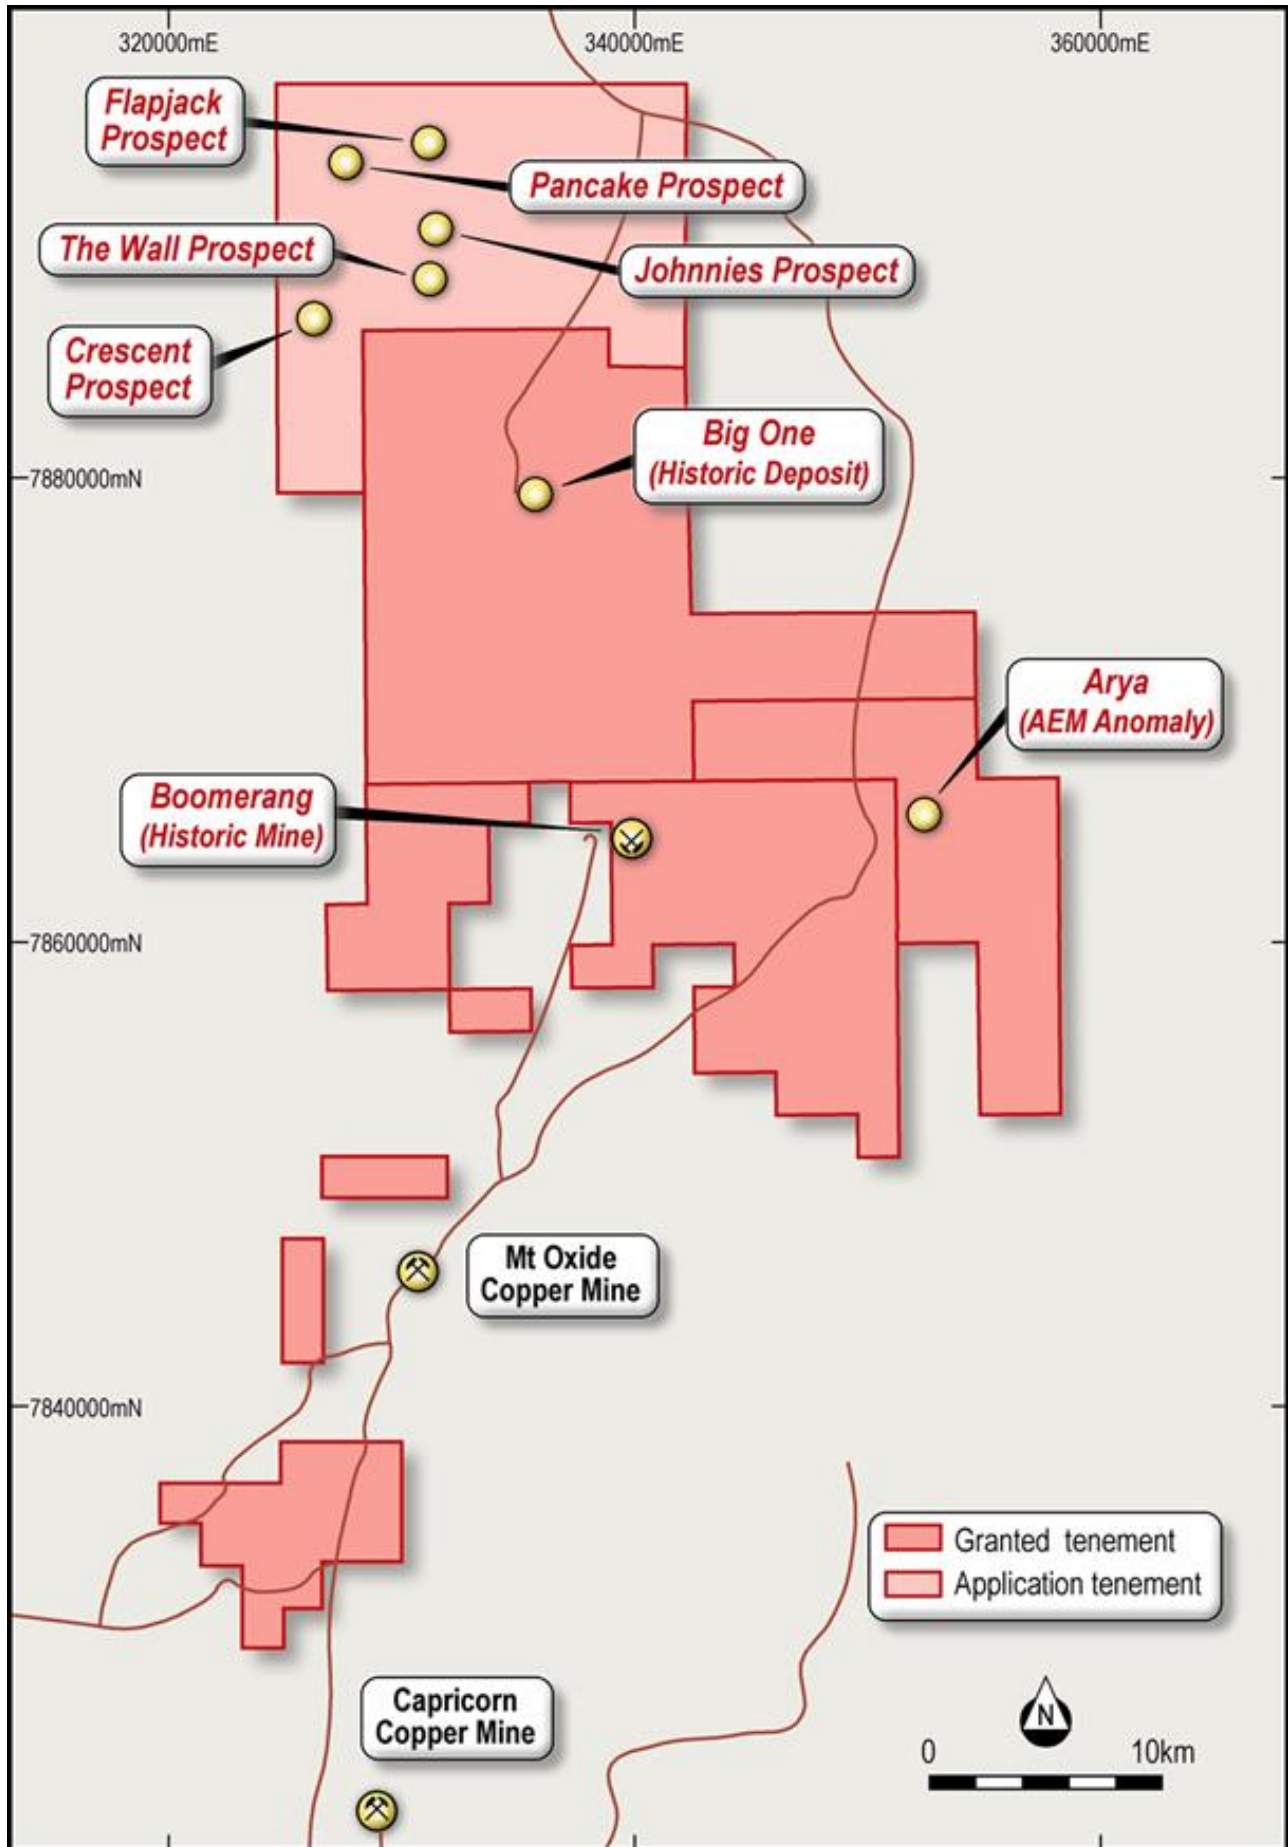 320000mE
340000mE
360000mE
Flapjack
Prospect
Pancake Prospect
The Wall Prospect
Johnnies Prospect
Crescent
Prospect
Big One
(Historic Deposit)
7880000mN
Arya
(AEM Anomaly)
Boomerang
(Historic Mine)
7860000mN
Mt Oxide
Copper Mine
7840000mN
Granted tenement
Application tenement
Capricorn
Copper Mine
N
0
10km